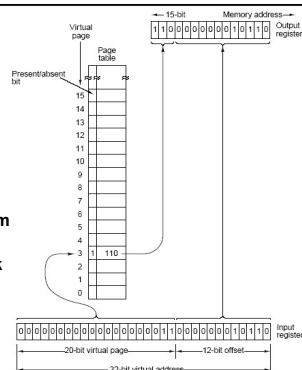 15-bit Memory address
1 1 0 0 0 0 0 0 0 0 1 0 1 1 0
Output
register
Virtual
page
Page
table
Present/absent
bit
15
14
13
12
11
10
9
8
7
6
5
4
3 1 110
2
1
0
m
k
0 0 0 0 0 0 0 0 0 0 0 0 0 0 0 0 0 0 1 1 0 0 0 0 0 0 0 1 0 1 1 0
Input
register
20-bit virtual page
12-bit offset
32-bit virtual address